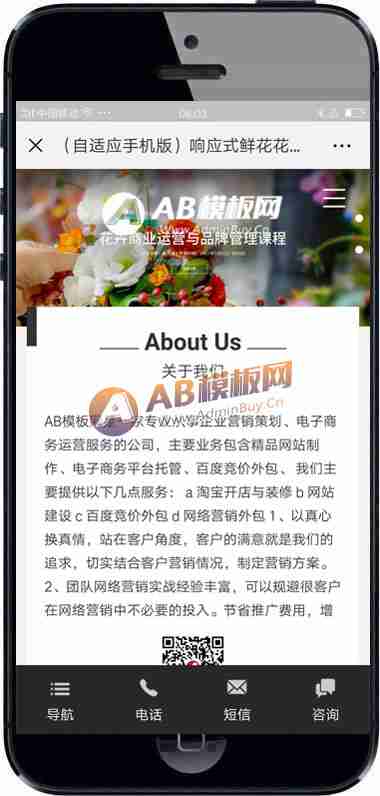 中国移动
08:03
（自适应手机版）响应式鲜花花...
AB模板网
www.AdminBuy.Cn
花卉商业运营与品牌管理课程
About Us
关于我们
AB模板网
www.AdminBuy.Cn
AB模板
企业营销策划、电子商
务运营服务的公司，主要业务包含精品网站制
作、电子商务平台托管、百度竞价外包、 我们主
要提供以下几点服务： a 淘宝开店与装修 b 网站
建设 c 百度竞价外包 d 网络营销外包 1、以真心
换真情，站在客户角度，客户的满意就是我们的
追求，切实结合客户营销情况，制定营销方案。
2、团队网络营销实战经验丰富，可以规避很客户
在网络营销中不必要的投入。节省推广费用，增
导航
电话
短信
咨询